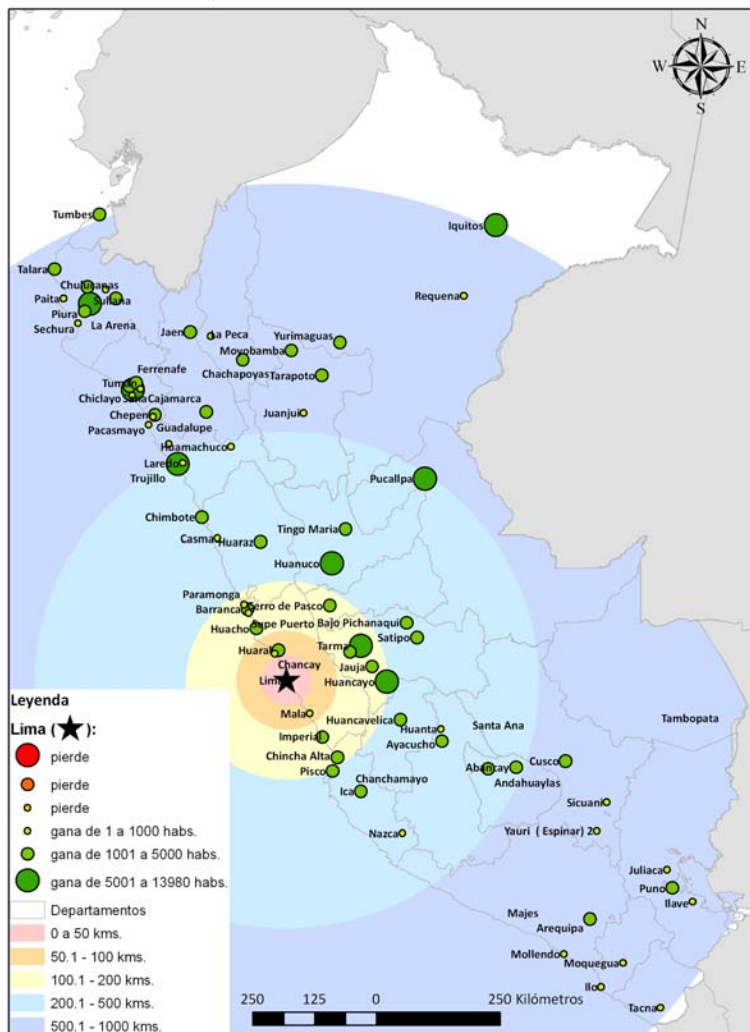 N
W E
S
Iquitos
Tumbes
Talara
Chulucanas
Requena
Paita
Sullana
Piura
La Arena
Sechura
Jaen
La Peca
Yurimaguas
Moyobamba
Chachapoyas
Tarapoto
Ferrenafe
Tuman
Chiclayo
Saña
Cajamarca
Juanjui
Chepen
Guadalupe
Pacasmayo
Huamachuco
Laredo
Trujillo
Pucallpa
Chimbote
Tingo Maria
Casma
Huaraz
Huanuco
Paramonga
Barranca
Cerro de Pasco
Supe Puerto
Bajo Pichanaqui
Huacho
Satipo
Huaral
Tarma
Chancay
Jauja
Lima
Huancayo
Mala
Huancavelica
Huanta
Santa Ana
Tambopata
Imperial
Ayacucho
Chincha Alta
Cusco
Pisco
Chanchamayo
Abancay
Andahuaylas
Ica
Sicuani
Nazca
Yauri ( Espinar) 2
Juliaca
Puno
Ilave
Majes
Arequipa
Mollendo
Moquegua
Ilo
Tacna
Leyenda
Lima (★):
pierde
pierde
pierde
gana de 1 a 1000 habs.
gana de 1001 a 5000 habs.
gana de 5001 a 13980 habs.
Departamentos
0 a 50 kms.
50.1 - 100 kms.
100.1 - 200 kms.
200.1 - 500 kms.
500.1 - 1000 kms.
250 125 0 250 Kilómetros